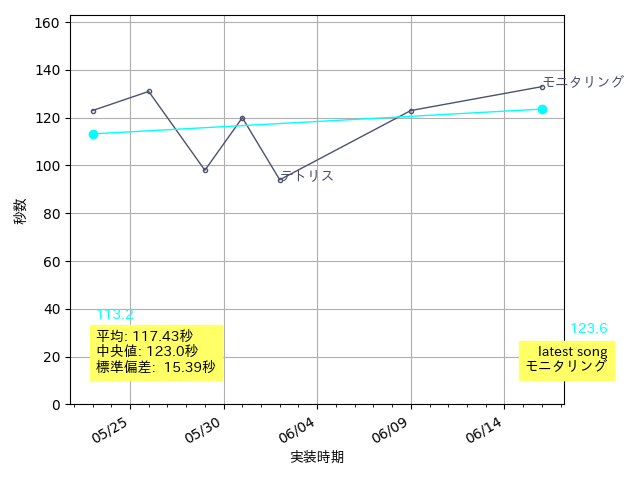 160
140
120
100
80
60
40
20
0
秒数
モニタリング
テトリス
113.2
平均: 117.43秒
中央値: 123.0秒
標準偏差: 15.39秒
123.6
latest song
モニタリング
05/25
05/30
06/04
06/09
06/14
実装時期